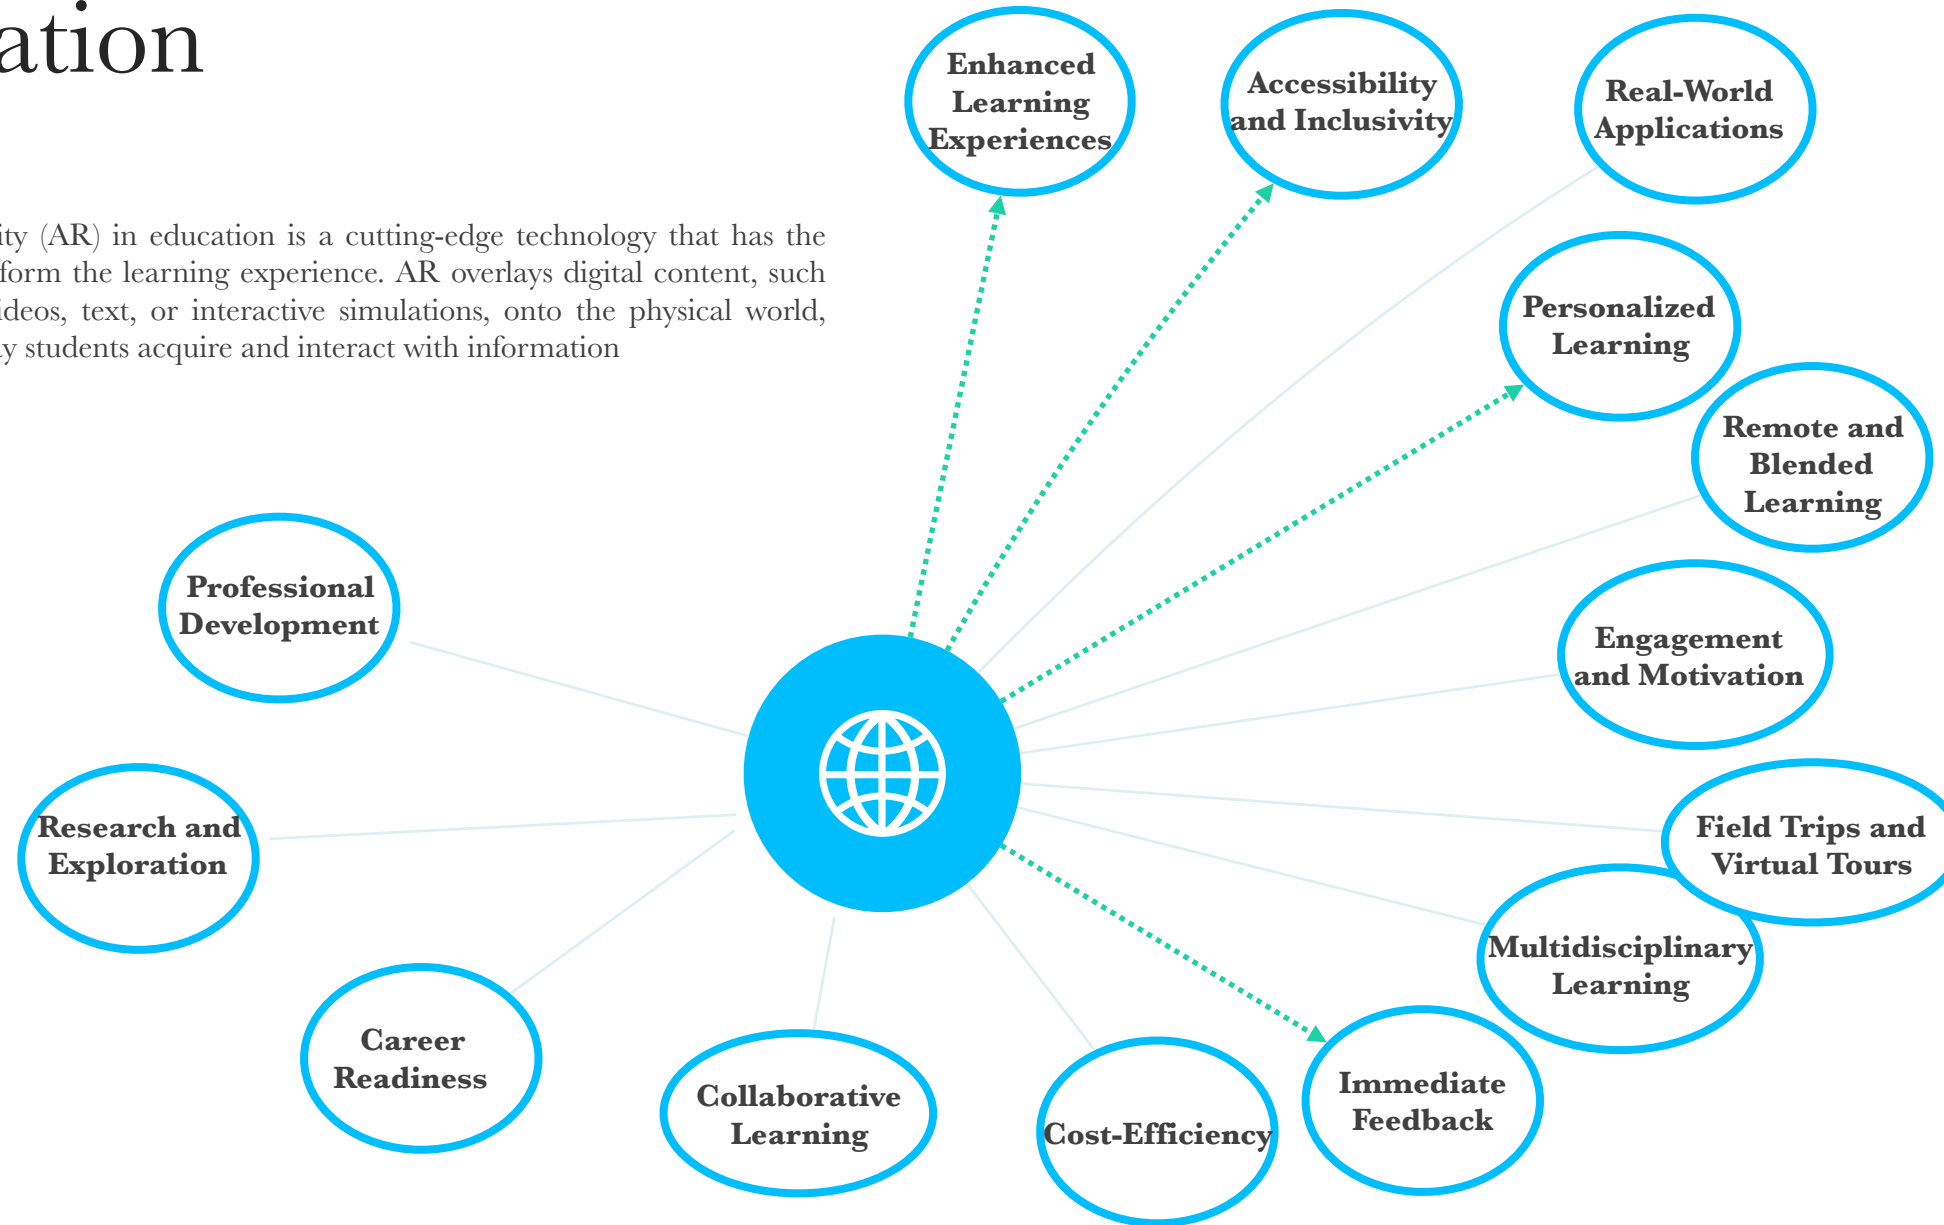 ation
ity (AR) in education is a cutting-edge technology that has the
form the learning experience. AR overlays digital content, such
ideos, text, or interactive simulations, onto the physical world,
ay students acquire and interact with information
Enhanced
Learning
Experiences
Accessibility
and Inclusivity
Real-World
Applications
Personalized
Learning
Remote and
Blended
Learning
Engagement
and Motivation
Field Trips and
Virtual Tours
Multidisciplinary
Learning
Immediate
Feedback
Cost-Efficiency
Collaborative
Learning
Career
Readiness
Research and
Exploration
Professional
Development